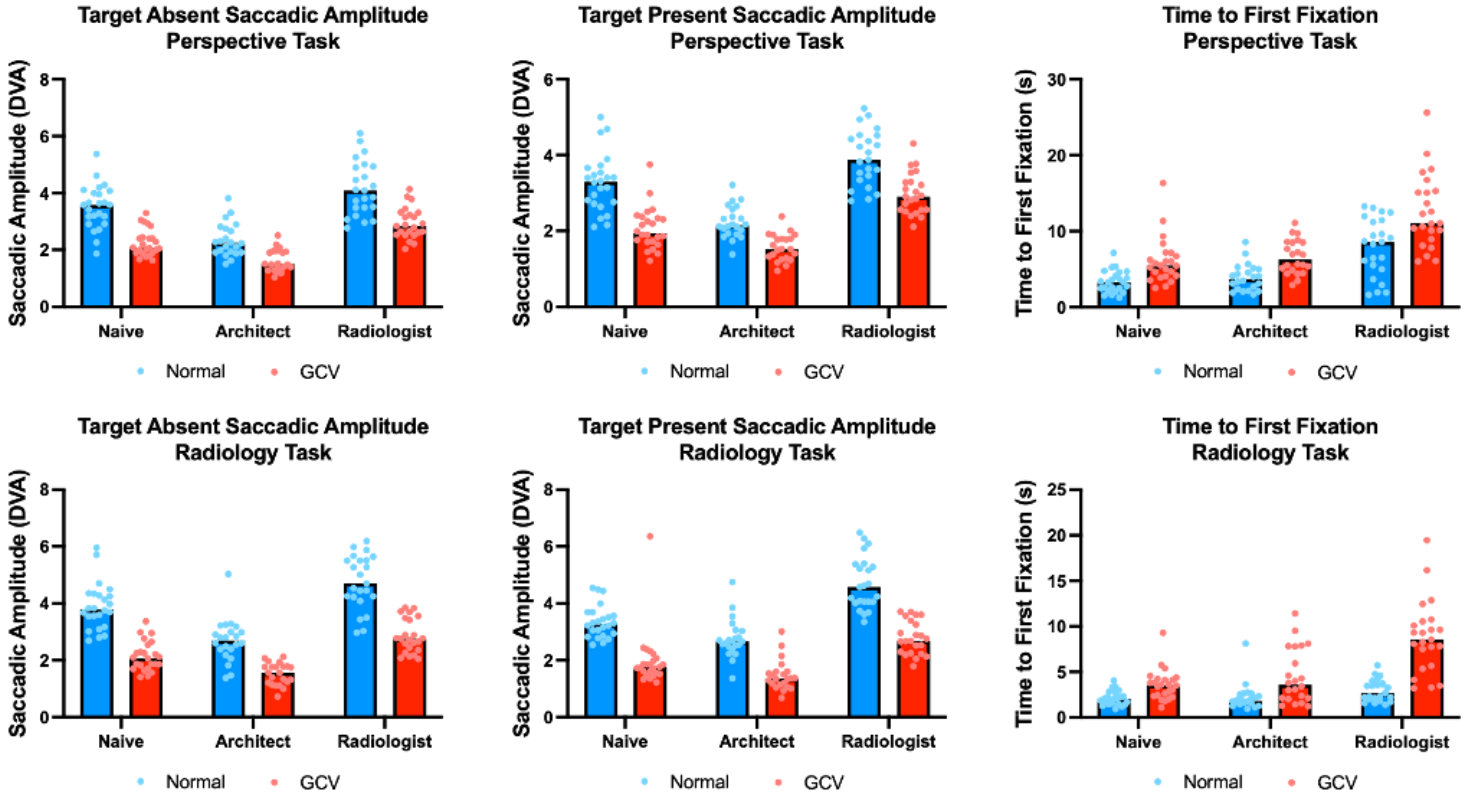 Target Absent Saccadic Amplitude
Perspective Task
Saccadic Amplitude (DVA)
8
6
4
2
0
Naive Architect Radiologist
Normal GCV
Target Present Saccadic Amplitude
Perspective Task
Saccadic Amplitude (DVA)
6
4
2
0
Naive Architect Radiologist
Normal GCV
Time to First Fixation
Perspective Task
Time to First Fixation (s)
30
20
10
0
Naive Architect Radiologist
Normal GCV
Target Absent Saccadic Amplitude
Radiology Task
Saccadic Amplitude (DVA)
8
6
4
2
0
Naive Architect Radiologist
Normal GCV
Target Present Saccadic Amplitude
Radiology Task
Saccadic Amplitude (DVA)
8
6
4
2
0
Naive Architect Radiologist
Normal GCV
Time to First Fixation
Radiology Task
Time to First Fixation (s)
25
20
15
10
5
0
Naive Architect Radiologist
Normal GCV